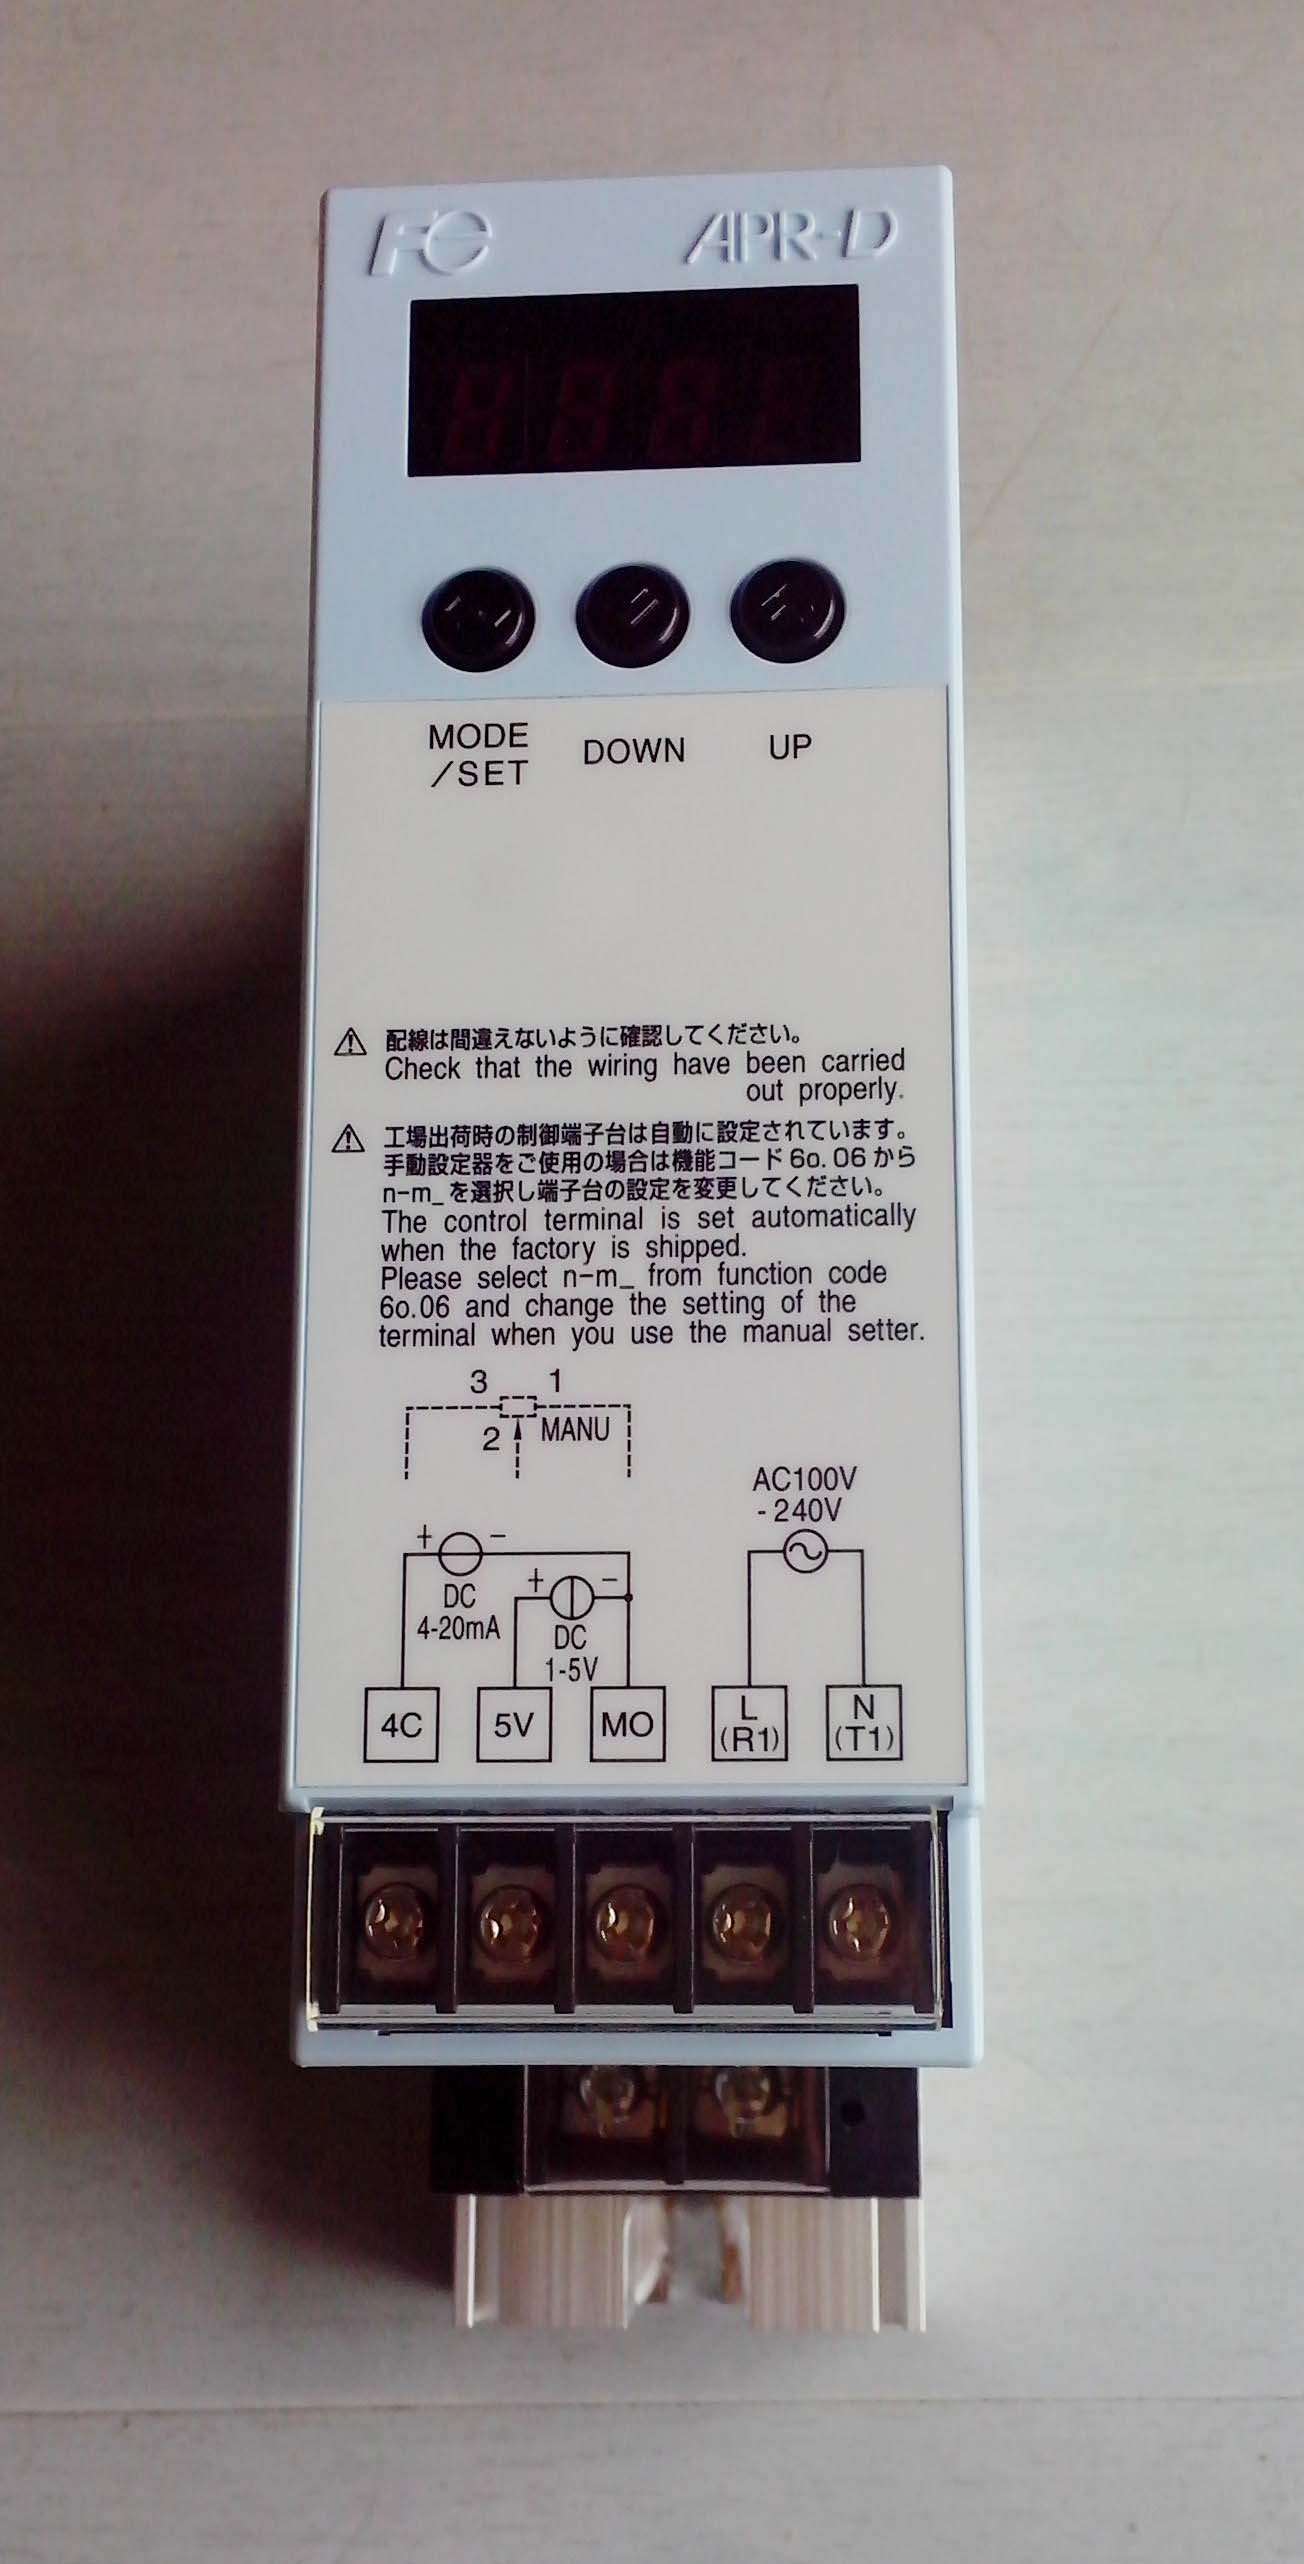 Fe APR-D
MODE
/SET
DOWN
UP
配線は間違えないように確認してください。
Check that the wiring have been carried
out properly.
工場出荷時の制御端子台は自動に設定されています。
手動設定器をご使用の場合は機能コード6o.06から
n-m_を選択し端子台の設定を変更してください。
The control terminal is set automatically
when the factory is shipped.
Please select n-m_ from function code
6o.06 and change the setting of the
terminal when you use the manual setter.
3 1
2 MANU
AC100V
-240V
+ −
DC
4-20mA
+ −
DC
1-5V
4C 5V MO
L
(R1)
N
(T1)